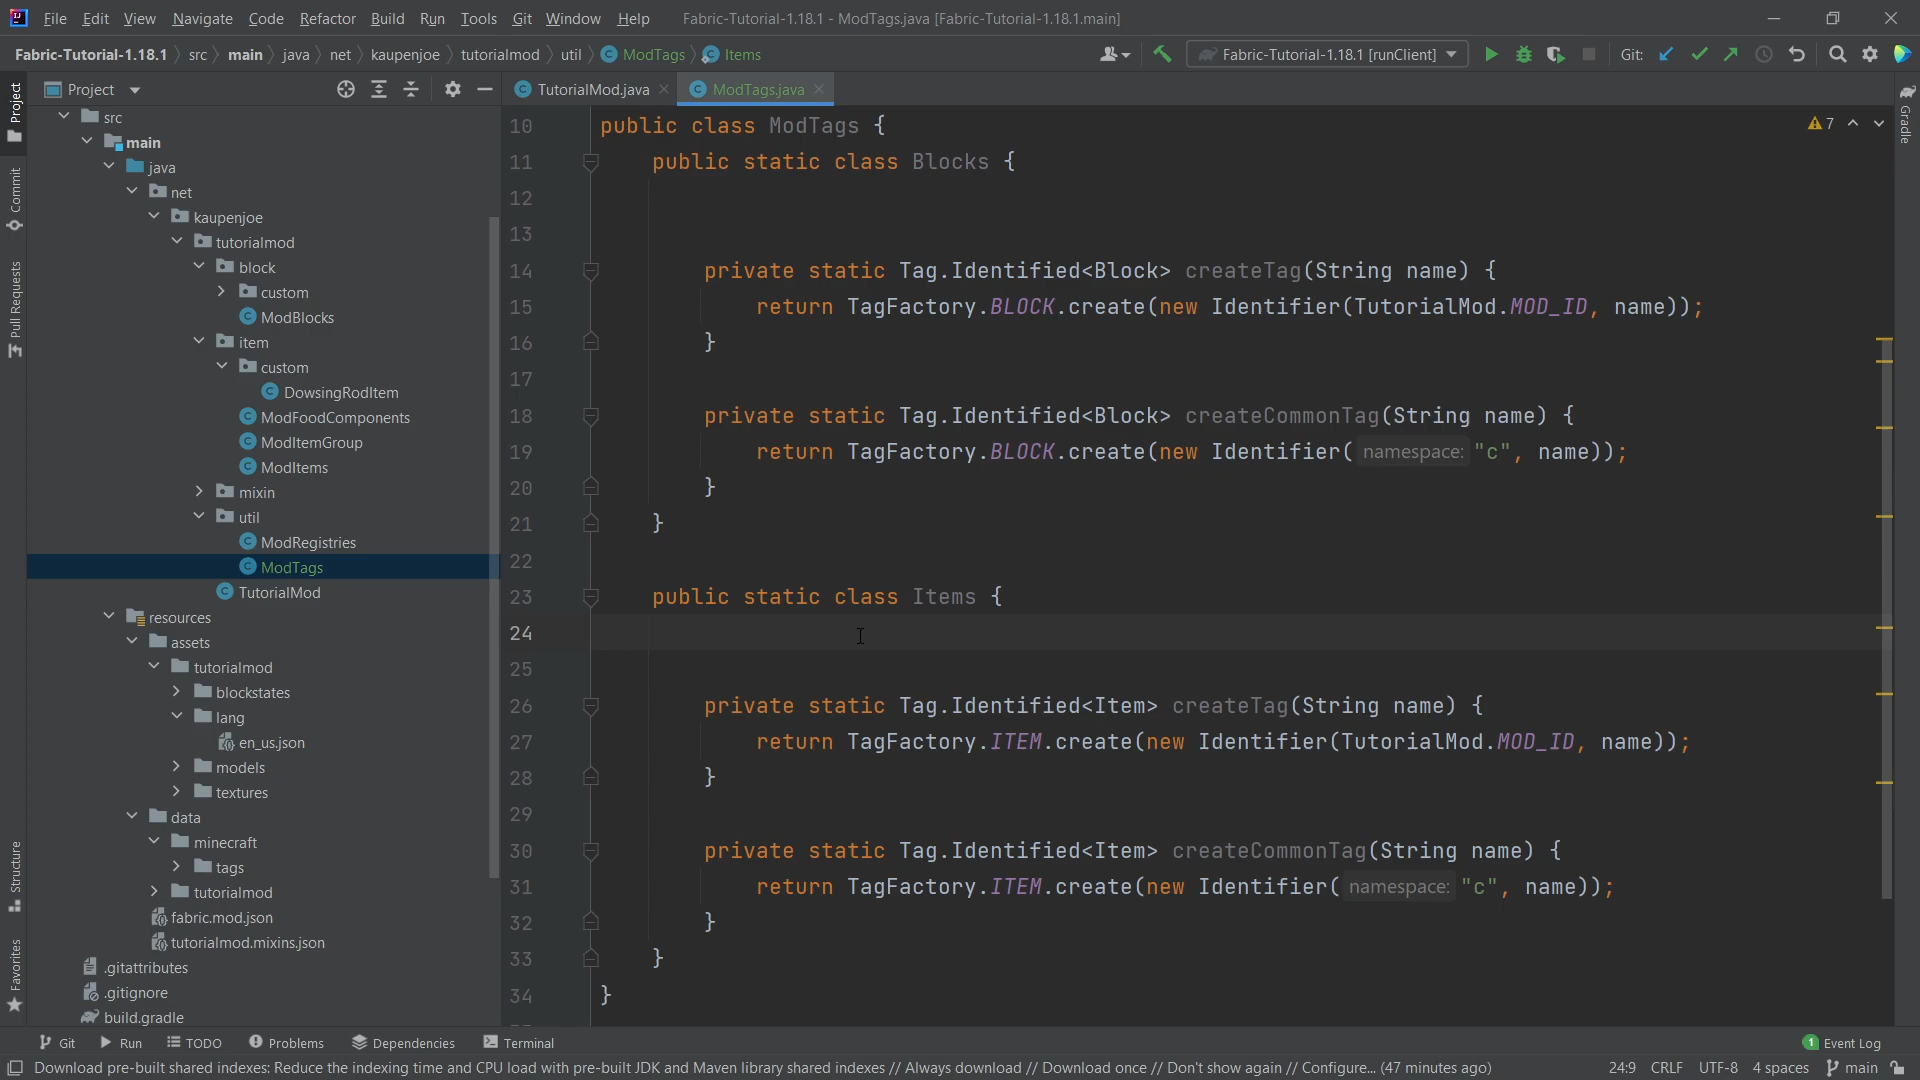 File Edit View Navigate Code Refactor Build Run Tools Git Window Help Fabric-Tutorial-1.18.1 - ModTags.java [Fabric-Tutorial-1.18.1.main]
Fabric-Tutorial-1.18.1 src main java net kaupenjoe tutorialmod util ModTags Items Fabric-Tutorial-1.18.1 [runClient] Git:
Project TutorialMod.java ModTags.java
Project
Commit
Pull Requests
Structure
Favorites
src
main
java
net
kaupenjoe
tutorialmod
block
custom
ModBlocks
item
custom
DowsingRodItem
ModFoodComponents
ModItemGroup
ModItems
mixin
util
ModRegistries
ModTags
TutorialMod
resources
assets
tutorialmod
blockstates
lang
en_us.json
models
textures
data
minecraft
tags
tutorialmod
fabric.mod.json
tutorialmod.mixins.json
.gitattributes
.gitignore
build.gradle
10 public class ModTags {
11 public static class Blocks {
12
13
14 private static Tag.Identified<Block> createTag(String name) {
15 return TagFactory.BLOCK.create(new Identifier(TutorialMod.MOD_ID, name));
16 }
17
18 private static Tag.Identified<Block> createCommonTag(String name) {
19 return TagFactory.BLOCK.create(new Identifier( namespace: "c", name));
20 }
21 }
22
23 public static class Items {
24
25
26 private static Tag.Identified<Item> createTag(String name) {
27 return TagFactory.ITEM.create(new Identifier(TutorialMod.MOD_ID, name));
28 }
29
30 private static Tag.Identified<Item> createCommonTag(String name) {
31 return TagFactory.ITEM.create(new Identifier( namespace: "c", name));
32 }
33 }
34 }
7
Gradle
Git Run TODO Problems Dependencies Terminal 1 Event Log
Download pre-built shared indexes: Reduce the indexing time and CPU load with pre-built JDK and Maven library shared indexes // Always download // Download once // Don't show again // Configure... (47 minutes ago) 24:9 CRLF UTF-8 4 spaces main